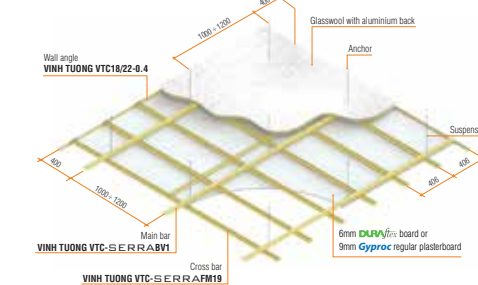 406
1000 ÷ 1200
Glasswool with aluminium back
Anchor
Wall angle
VINH TUONG VTC18/22-0.4
Suspens
400
1000÷1200
406
406
Main bar
VINH TUONG VTC-SERRABV1
6mm DURAflex board or
9mm Gyproc regular plasterboard
Cross bar
VINH TUONG VTC-SERRAFM19